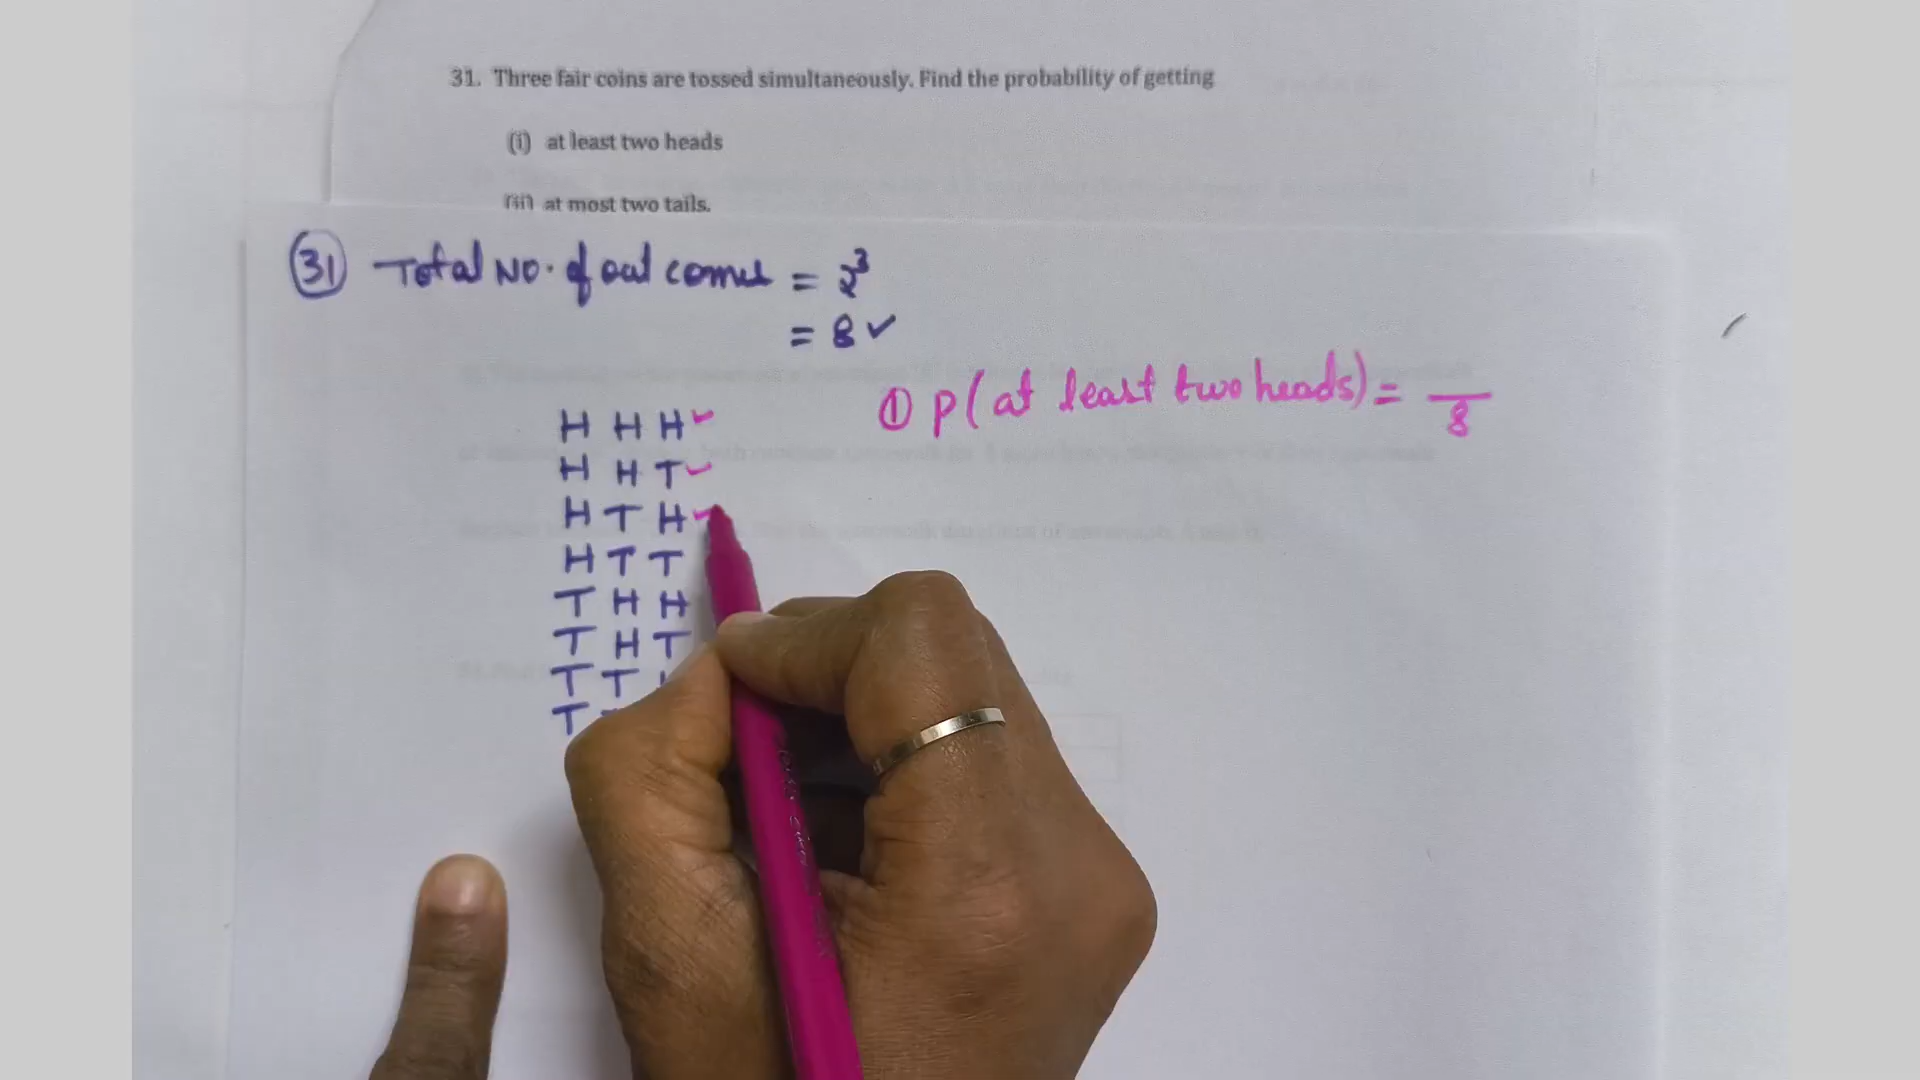 31. Three fair coins are tossed simultaneously. Find the probability of getting
(i) at least two heads
(ii) at most two tails.
31 Total No. of out comes = 2³
= 8 ✓
① P(at least two heads) = /8
H H H ✓
H H T ✓
H T H ✓
H T T
T H H
T H T
T T
T